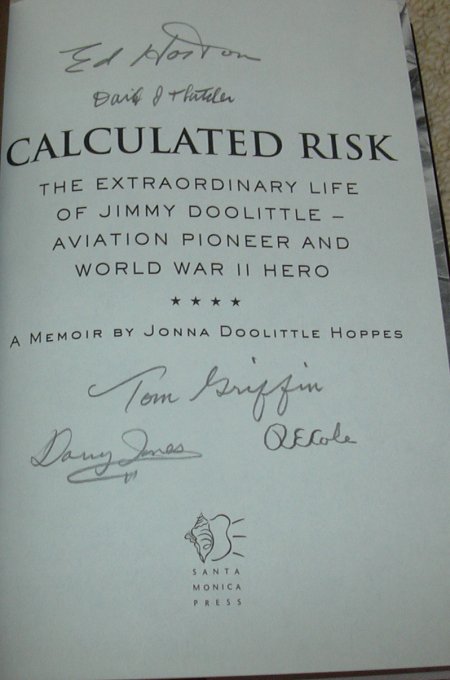 Ed Horton
David J Thatcher
CALCULATED RISK
THE EXTRAORDINARY LIFE
OF JIMMY DOOLITTLE –
AVIATION PIONEER AND
WORLD WAR II HERO
★ ★ ★ ★
A MEMOIR BY JONNA DOOLITTLE HOPPES
Tom Griffin
Davy Jones
R E Cole
SANTA
MONICA
PRESS